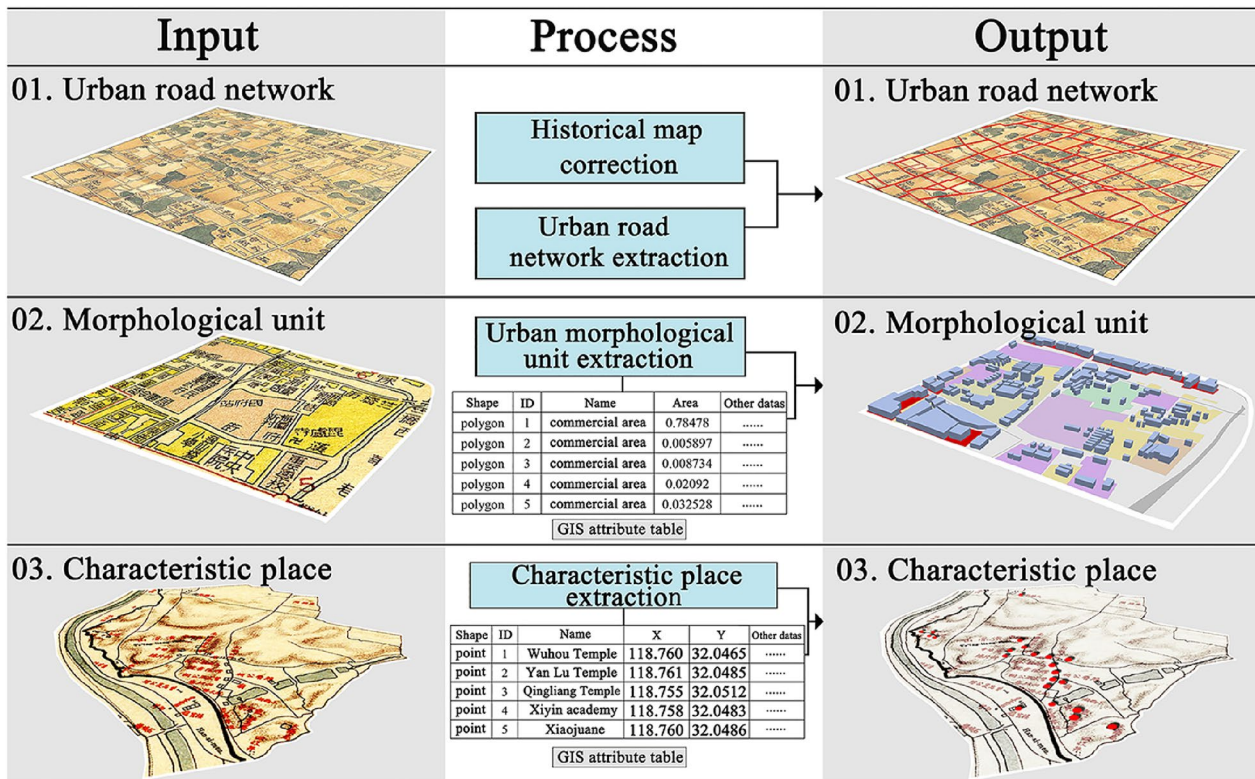 Input
Process
Output
01. Urban road network
Historical map
correction
Urban road
network extraction
01. Urban road network
02. Morphological unit
Urban morphological
unit extraction
Shape ID Name Area Other datas
polygon 1 commercial area 0.78478 ......
polygon 2 commercial area 0.005897 ......
polygon 3 commercial area 0.008734 ......
polygon 4 commercial area 0.02092 ......
polygon 5 commercial area 0.032528 ......
GIS attribute table
02. Morphological unit
03. Characteristic place
Characteristic place
extraction
Shape ID Name X Y Other datas
point 1 Wuhou Temple 118.760 32.0465 ......
point 2 Yan Lu Temple 118.761 32.0485 ......
point 3 Qingliang Temple 118.755 32.0512 ......
point 4 Xiyin academy 118.758 32.0483 ......
point 5 Xiaojuane 118.760 32.0486 ......
GIS attribute table
03. Characteristic place